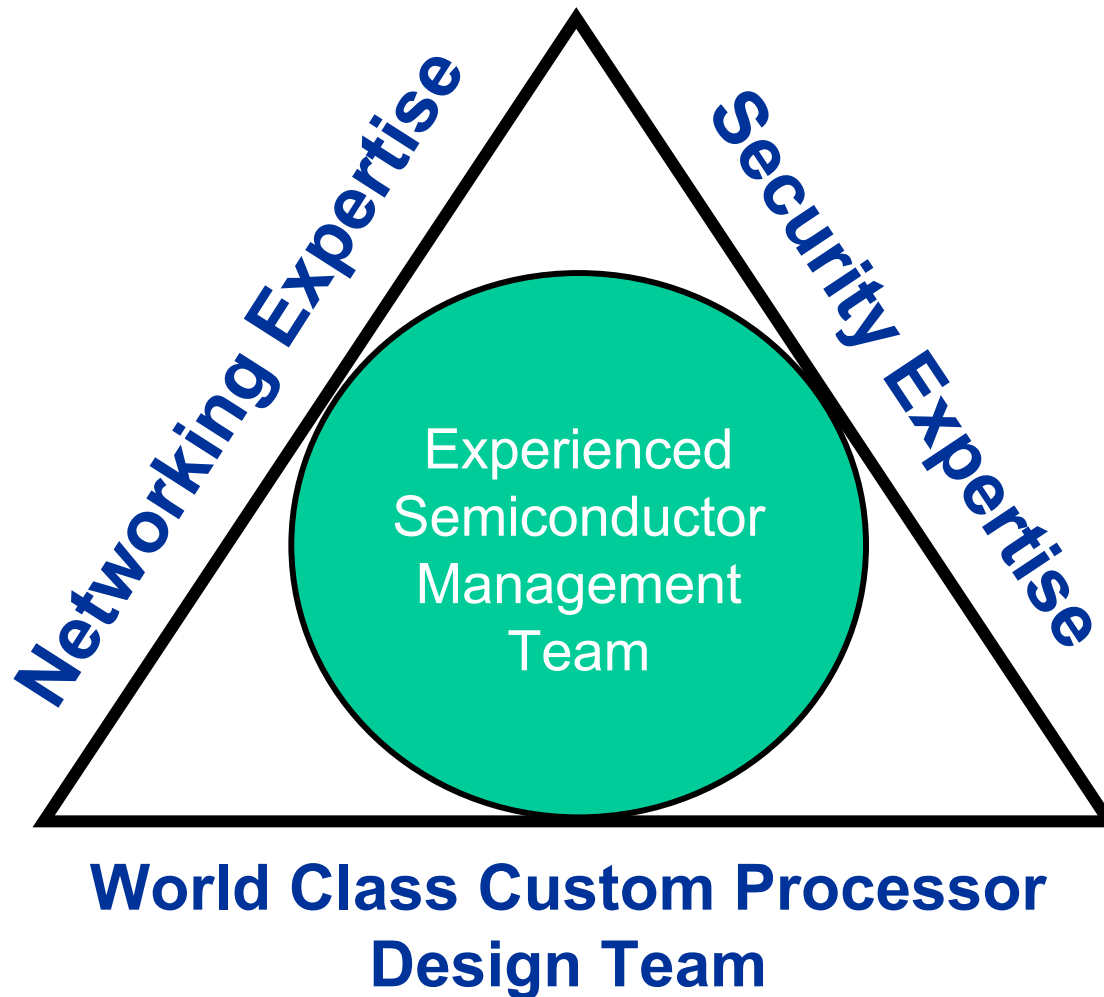 Networking Expertise
Security Expertise
Experienced
Semiconductor
Management
Team
World Class Custom Processor
Design Team